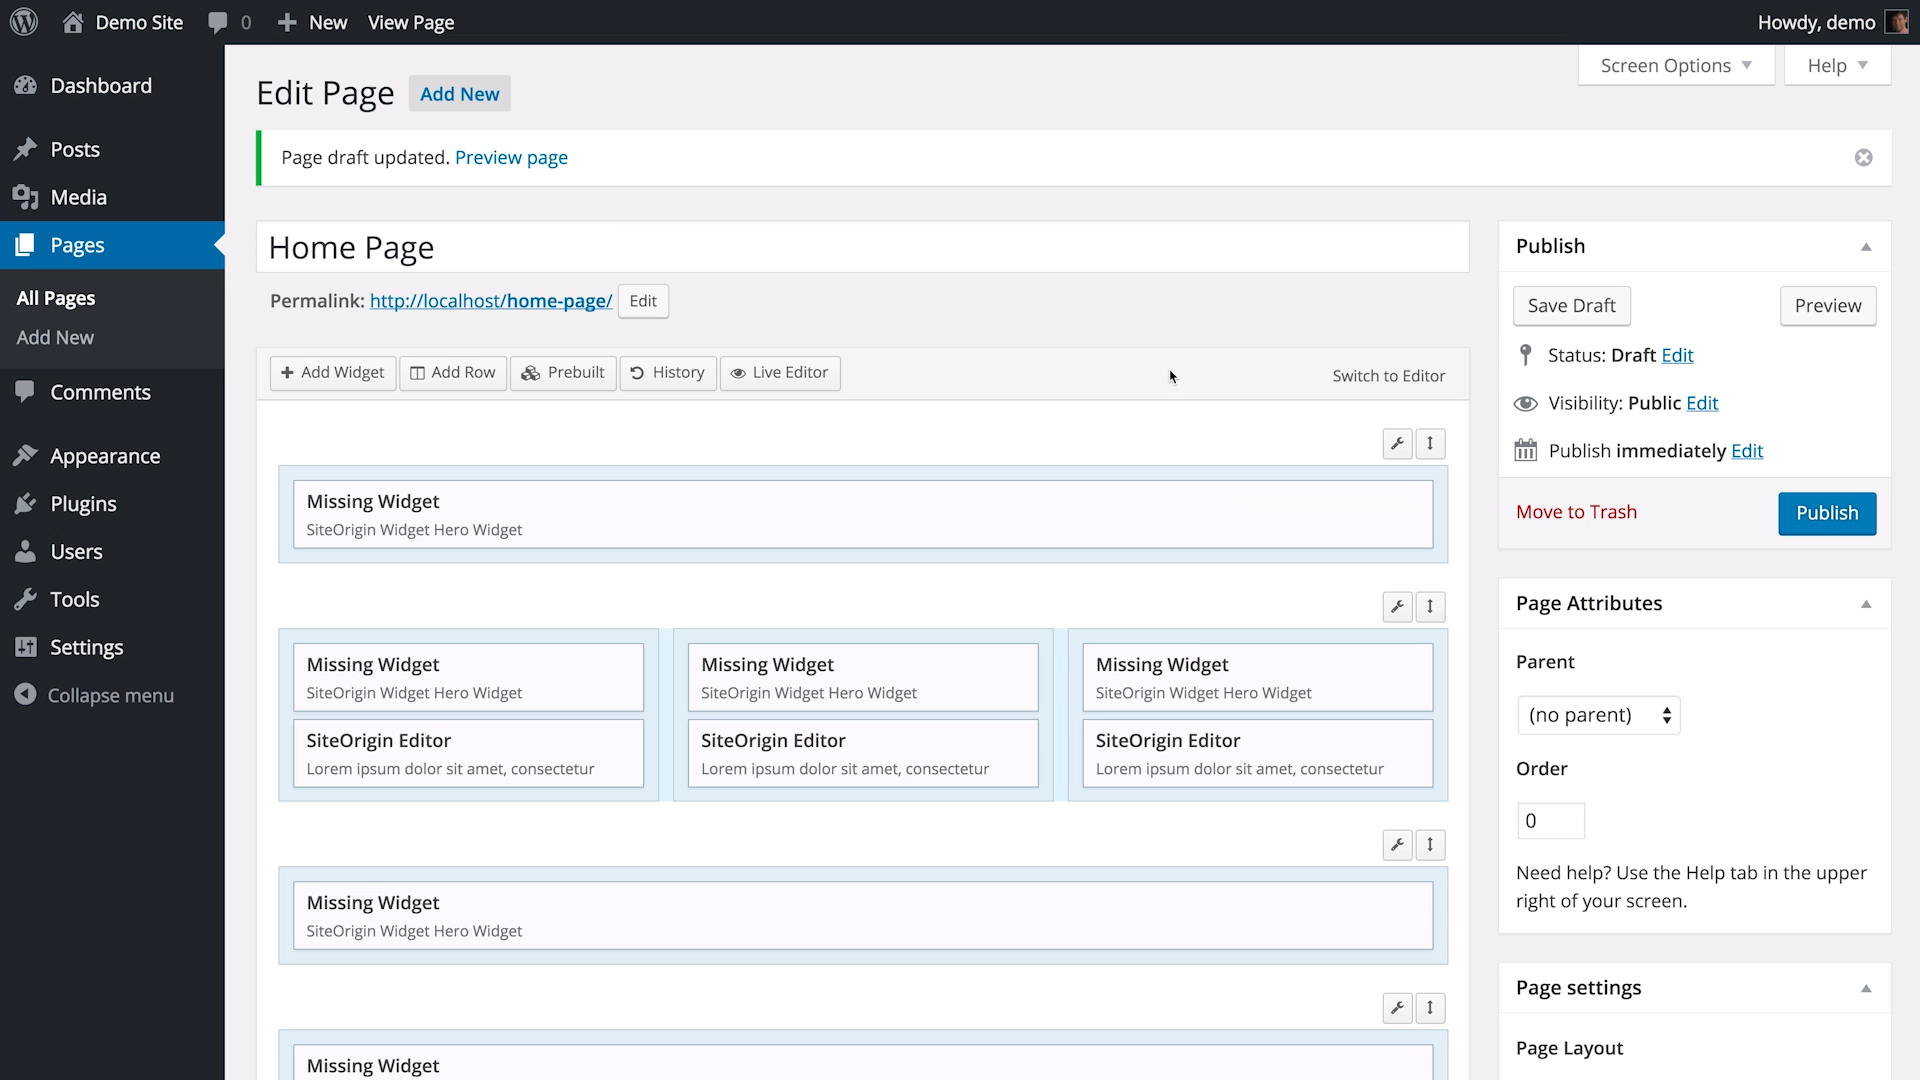 Demo Site
0
New
View Page
Howdy, demo
Dashboard
Posts
Media
Pages
All Pages
Add New
Comments
Appearance
Plugins
Users
Tools
Settings
Collapse menu
Screen Options
Help
Edit Page
Add New
Page draft updated. Preview page
Home Page
Permalink: http://localhost/home-page/ Edit
Add Widget
Add Row
Prebuilt
History
Live Editor
Switch to Editor
Missing Widget
SiteOrigin Widget Hero Widget
Missing Widget
SiteOrigin Widget Hero Widget
SiteOrigin Editor
Lorem ipsum dolor sit amet, consectetur
Missing Widget
SiteOrigin Widget Hero Widget
SiteOrigin Editor
Lorem ipsum dolor sit amet, consectetur
Missing Widget
SiteOrigin Widget Hero Widget
SiteOrigin Editor
Lorem ipsum dolor sit amet, consectetur
Missing Widget
SiteOrigin Widget Hero Widget
Missing Widget
Publish
Save Draft
Preview
Status: Draft Edit
Visibility: Public Edit
Publish immediately Edit
Move to Trash
Publish
Page Attributes
Parent
(no parent)
Order
0
Need help? Use the Help tab in the upper
right of your screen.
Page settings
Page Layout